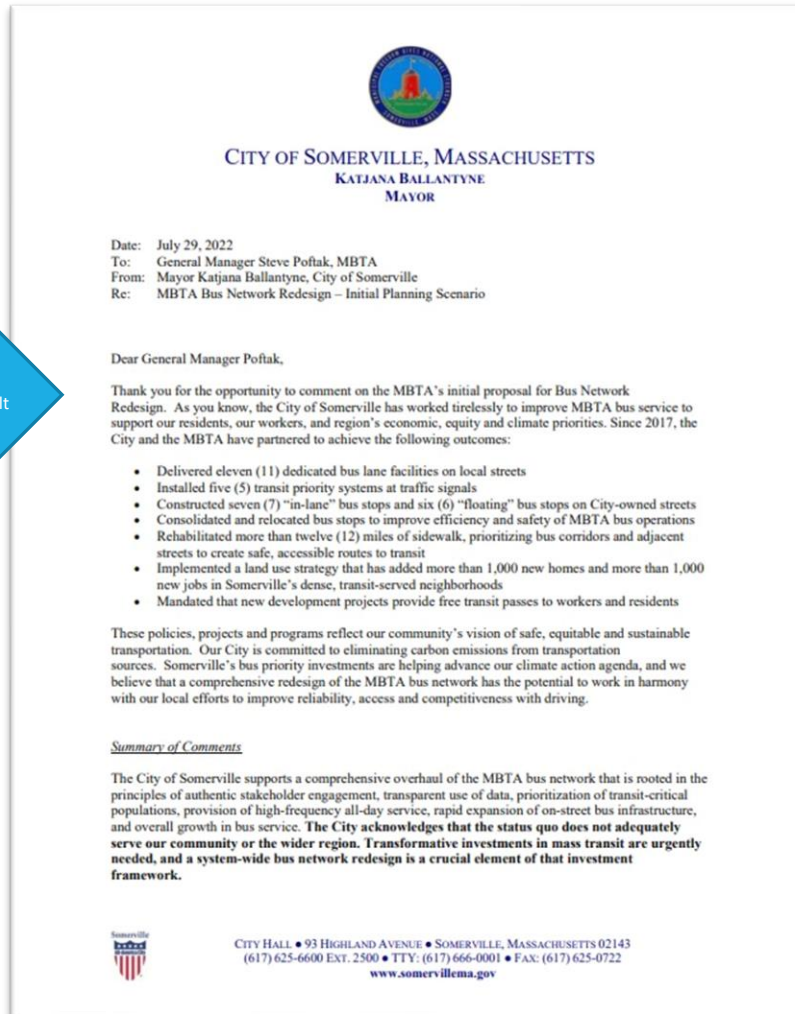 CITY OF SOMERVILLE, MASSACHUSETTS
KATJANA BALLANTYNE
MAYOR
Date: July 29, 2022
To: General Manager Steve Poftak, MBTA
From: Mayor Katjana Ballantyne, City of Somerville
Re: MBTA Bus Network Redesign – Initial Planning Scenario
Dear General Manager Poftak,
Thank you for the opportunity to comment on the MBTA's initial proposal for Bus Network
Redesign. As you know, the City of Somerville has worked tirelessly to improve MBTA bus service to
support our residents, our workers, and region's economic, equity and climate priorities. Since 2017, the
City and the MBTA have partnered to achieve the following outcomes:
• Delivered eleven (11) dedicated bus lane facilities on local streets
• Installed five (5) transit priority systems at traffic signals
• Constructed seven (7) "in-lane" bus stops and six (6) "floating" bus stops on City-owned streets
• Consolidated and relocated bus stops to improve efficiency and safety of MBTA bus operations
• Rehabilitated more than twelve (12) miles of sidewalk, prioritizing bus corridors and adjacent
streets to create safe, accessible routes to transit
• Implemented a land use strategy that has added more than 1,000 new homes and more than 1,000
new jobs in Somerville's dense, transit-served neighborhoods
• Mandated that new development projects provide free transit passes to workers and residents
These policies, projects and programs reflect our community's vision of safe, equitable and sustainable
transportation. Our City is committed to eliminating carbon emissions from transportation
sources. Somerville's bus priority investments are helping advance our climate action agenda, and we
believe that a comprehensive redesign of the MBTA bus network has the potential to work in harmony
with our local efforts to improve reliability, access and competitiveness with driving.
Summary of Comments
The City of Somerville supports a comprehensive overhaul of the MBTA bus network that is rooted in the
principles of authentic stakeholder engagement, transparent use of data, prioritization of transit-critical
populations, provision of high-frequency all-day service, rapid expansion of on-street bus infrastructure,
and overall growth in bus service. The City acknowledges that the status quo does not adequately
serve our community or the wider region. Transformative investments in mass transit are urgently
needed, and a system-wide bus network redesign is a crucial element of that investment
framework.
Somerville
CITY HALL • 93 HIGHLAND AVENUE • SOMERVILLE, MASSACHUSETTS 02143
(617) 625-6600 EXT. 2500 • TTY: (617) 666-0001 • FAX: (617) 625-0722
www.somervillema.gov